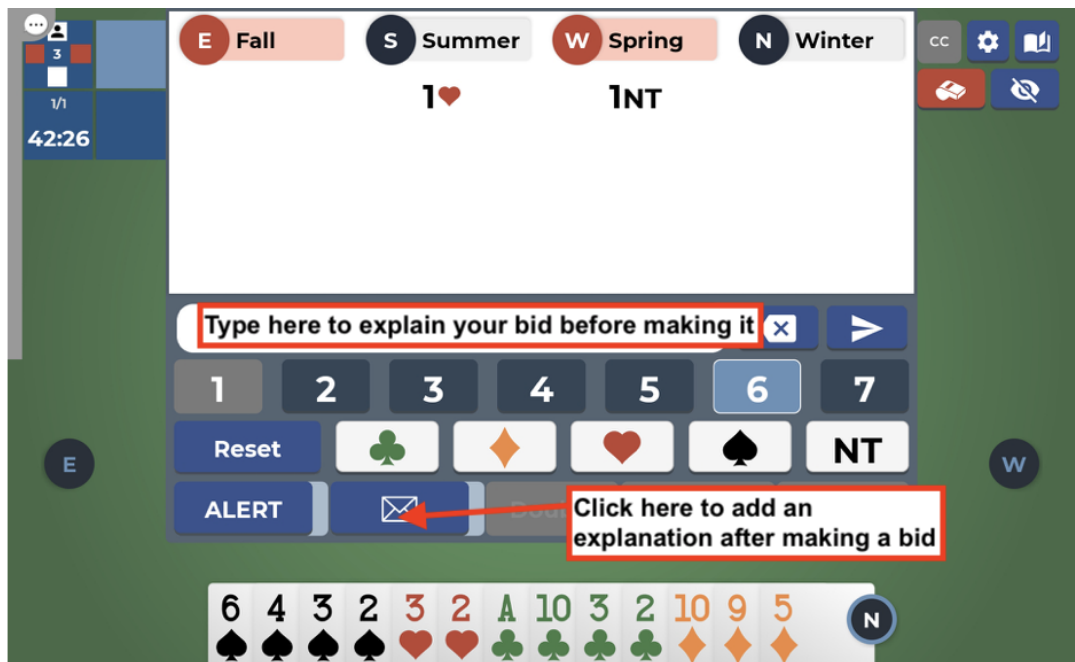 E Fall S Summer W Spring N Winter CC
3
1♥ 1NT
1/1
42:26
Type here to explain your bid before making it
1 2 3 4 5 6 7
Reset ♣ ♦ ♥ ♠ NT
E
W
ALERT
Click here to add an
explanation after making a bid
6 4 3 2 3 2 A 10 3 2 10 9 5
♠ ♠ ♠ ♠ ♥ ♥ ♣ ♣ ♣ ♣ ♦ ♦ ♦
N